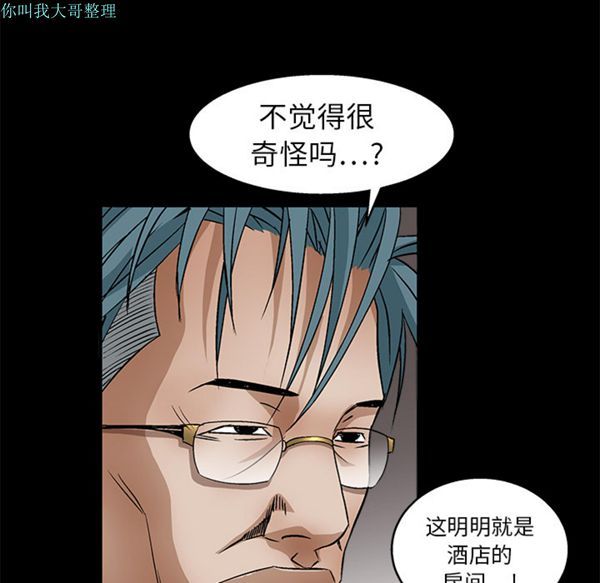 你叫我大哥整理
不觉得很
奇怪吗...?
这明明就是
酒店的